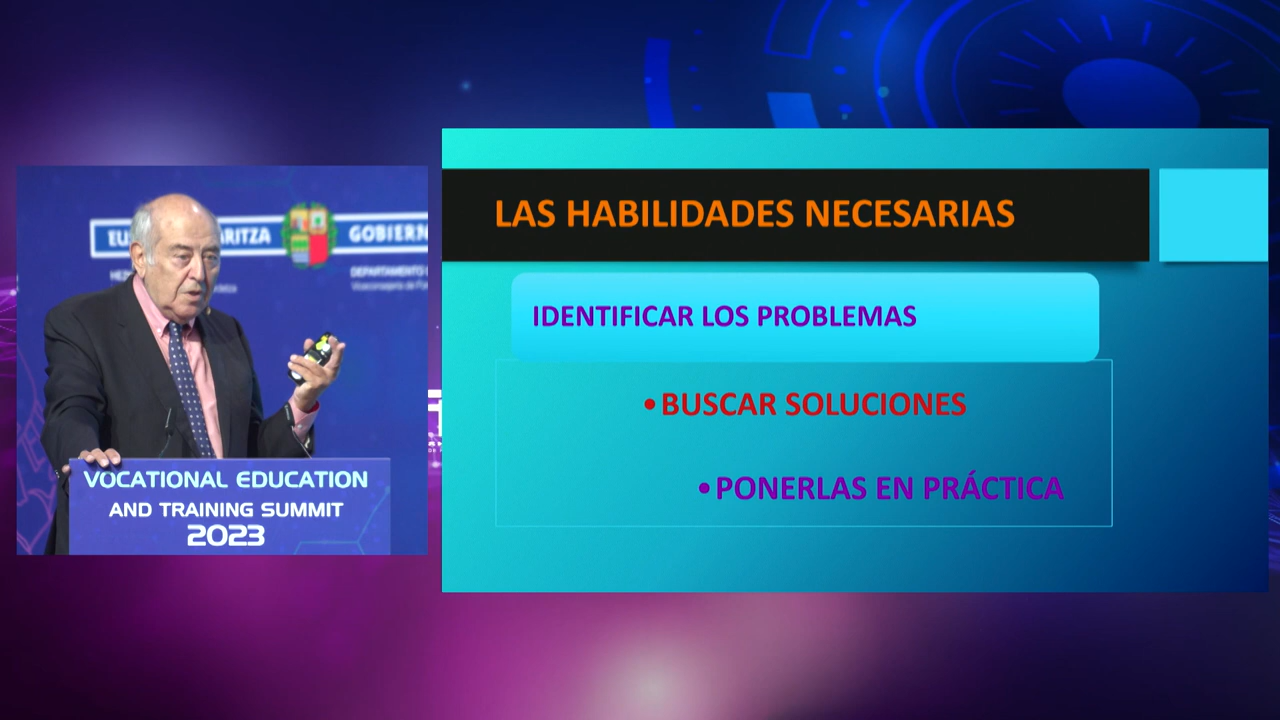 GOBIERN
VOCATIONAL EDUCATION
AND TRAINING SUMMIT
2023
LAS HABILIDADES NECESARIAS
IDENTIFICAR LOS PROBLEMAS
•BUSCAR SOLUCIONES
•PONERLAS EN PRÁCTICA